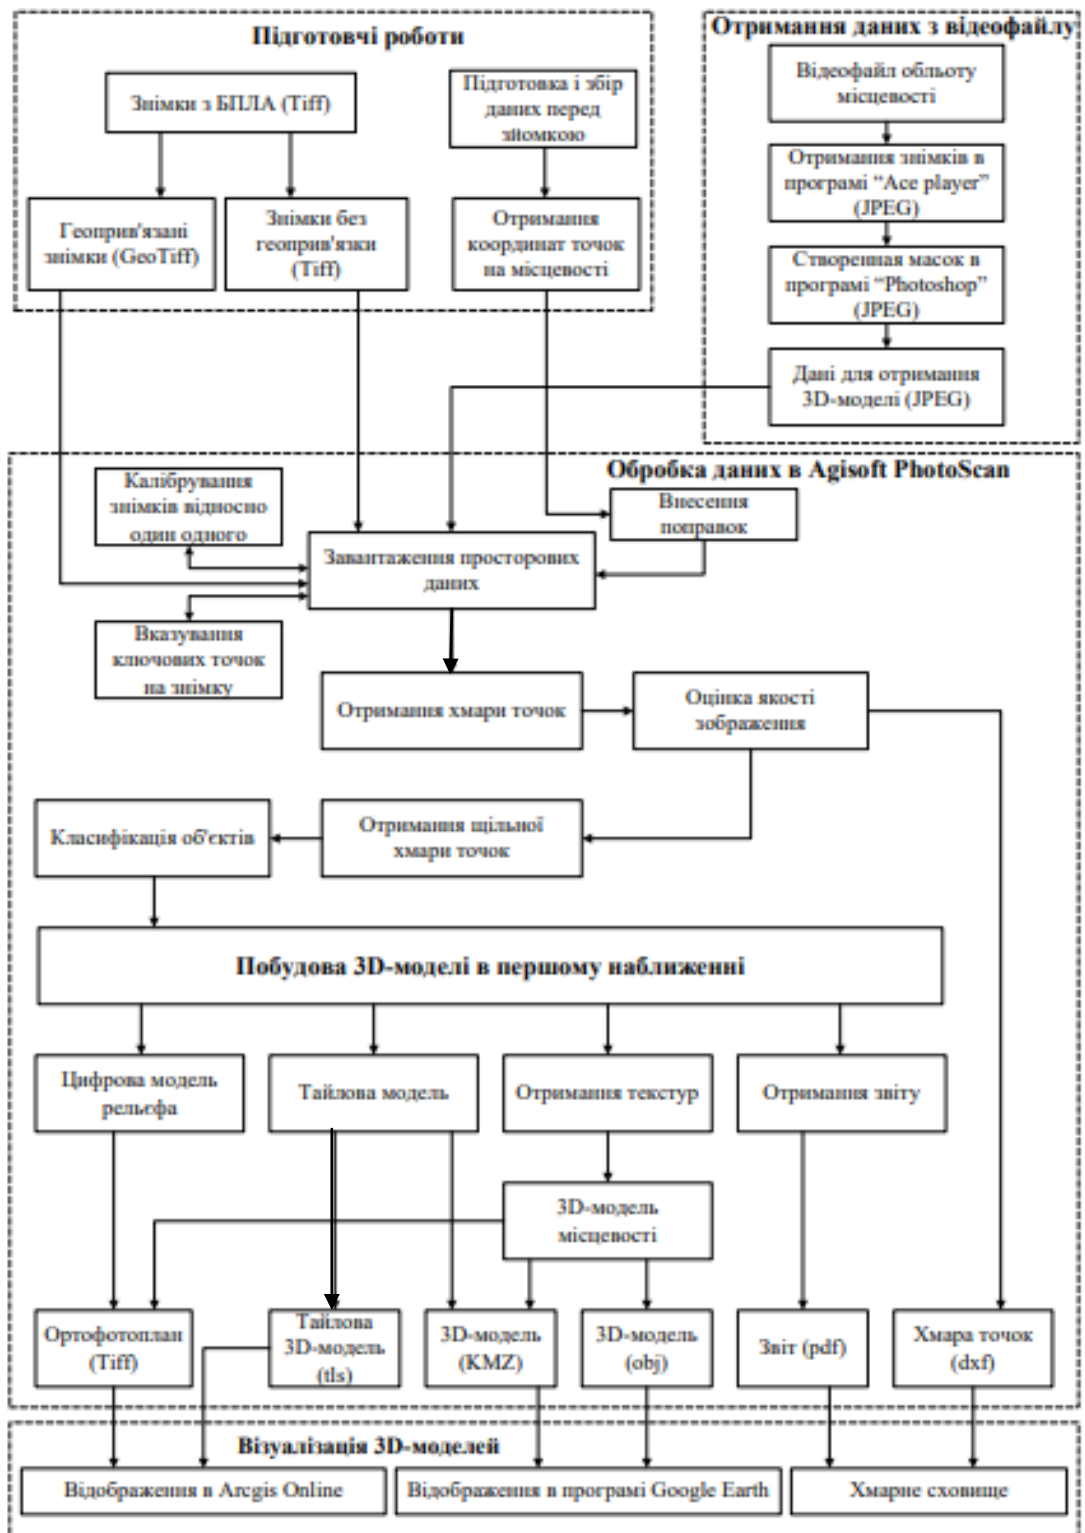 Підготовчі роботи
Знімки з БПЛА (Tiff)
Підготовка і збір
даних перед
зйомкою
Геоприв'язані
знімки (GeoTiff)
Знімки без
геоприв'язки
(Tiff)
Отримання
координат точок
на місцевості
Отримання даних з відеофайлу
Відеофайл обльоту
місцевості
Отримання знімків в
програмі “Ace player”
(JPEG)
Створенная масок в
програмі “Photoshop”
(JPEG)
Дані для отримання
3D-моделі (JPEG)
Обробка даних в Agisoft PhotoScan
Калібрування
знімків відносно
один одного
Внесення
поправок
Завантаження просторових
даних
Вказування
ключових точок
на знімку
Отримання хмари точок
Оцінка якості
зображення
Класифікація об'єктів
Отримання щільної
хмари точок
Побудова 3D-моделі в першому наближенні
Цифрова модель
рельєфа
Тайлова модель
Отримання текстур
Отримання звіту
3D-модель
місцевості
Ортофотоплан
(Tiff)
Тайлова
3D-модель
(tls)
3D-модель
(KMZ)
3D-модель
(obj)
Звіт (pdf)
Хмара точок
(dxf)
Візуалізація 3D-моделей
Відображення в Arcgis Online
Відображення в програмі Google Earth
Хмарне сховище